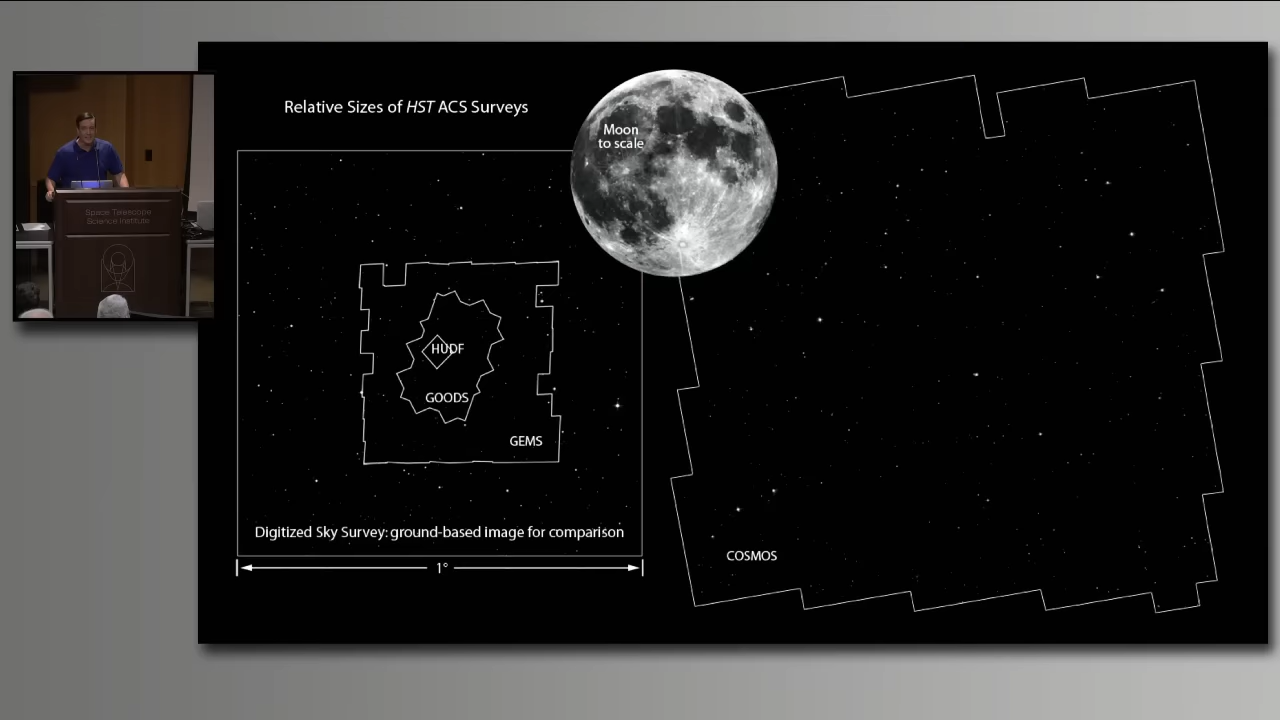 Relative Sizes of HST ACS Surveys
Moon
to scale
Space Telescope
Science Institute
HUDF
GOODS
GEMS
Digitized Sky Survey: ground-based image for comparison
COSMOS
1°